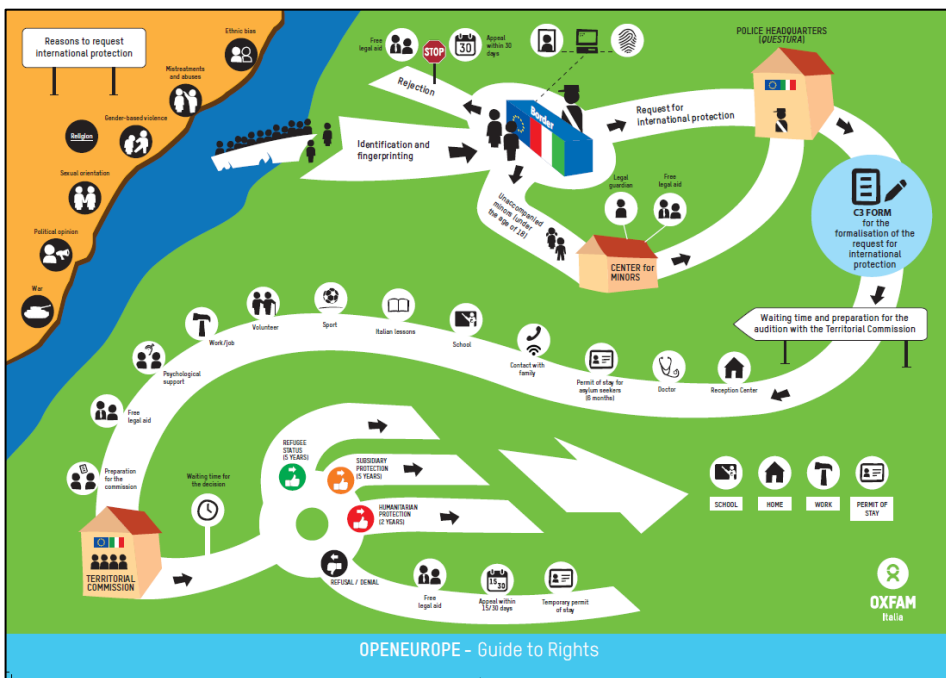 Reasons to request
international protection
Ethnic bias
Mistreatments
and abuses
Gender-based violence
Religion
Sexual orientation
Political opinion
War
Free
legal aid
STOP
30
Appeal
within 30
days
Rejection
Identification and
fingerprinting
Border
Request for
international protection
POLICE HEADQUARTERS
(QUESTURA)
Unaccompanied
minors (under
the age of 18)
Legal
guardian
Free
legal aid
CENTER for
MINORS
C3 FORM
for the
formalisation of the
request for
international
protection
Waiting time and preparation for the
audition with the Territorial Commission
Reception Center
Doctor
Permit of stay for
asylum seekers
(6 months)
Contact with
family
School
Italian lessons
Sport
Volunteer
Work/job
Psychological
support
Free
legal aid
Preparation
for the
commission
TERRITORIAL
COMMISSION
Waiting time for
the decision
REFUGEE
STATUS
(5 YEARS)
SUBSIDIARY
PROTECTION
(5 YEARS)
HUMANITARIAN
PROTECTION
(2 YEARS)
REFUSAL / DENIAL
Free
legal aid
15
30
Appeal within
15/30 days
Temporary permit
of stay
SCHOOL
HOME
WORK
PERMIT OF
STAY
OXFAM
Italia
OPENEUROPE - Guide to Rights